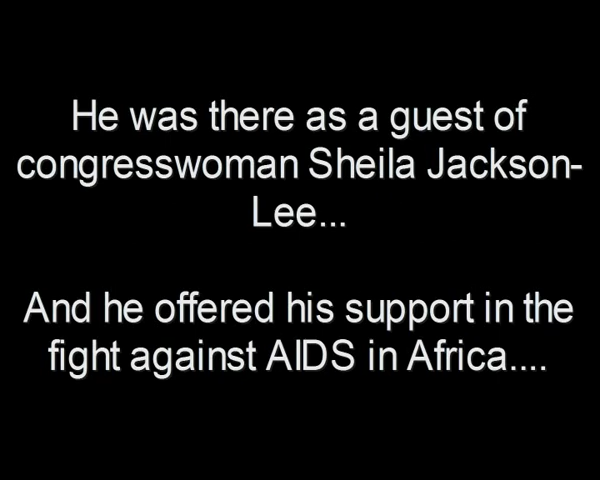 He was there as a guest of
congresswoman Sheila Jackson-
Lee...
And he offered his support in the
fight against AIDS in Africa....